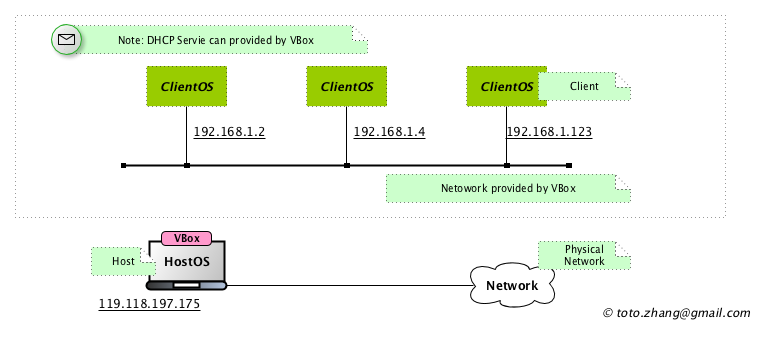 Note: DHCP Servie can provided by VBox
ClientOS
ClientOS
ClientOS
Client
192.168.1.2
192.168.1.4
192.168.1.123
Netowork provided by VBox
VBox
Host
HostOS
Physical
Network
Network
119.118.197.175
© toto.zhang@gmail.com